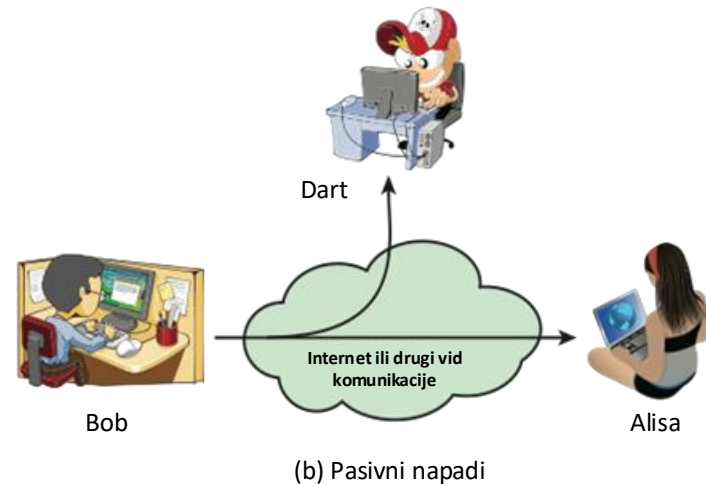 Dart
Internet ili drugi vid
komunikacije
Bob
Alisa
(b) Pasivni napadi